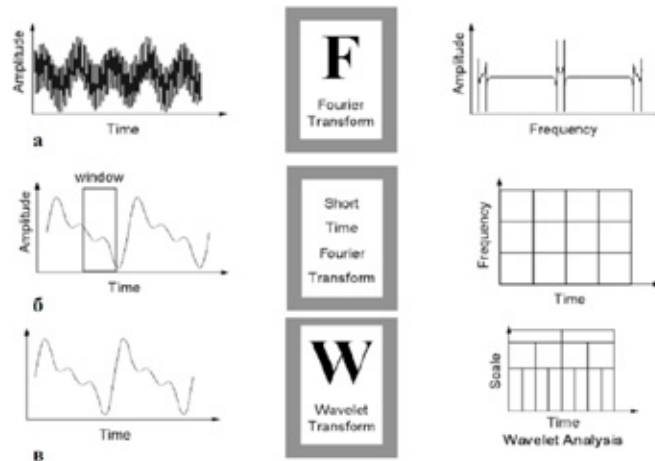 Amplitude
Time
а
F
Fourier
Transform
Amplitude
Frequency
window
Amplitude
Time
б
Short
Time
Fourier
Transform
Frequency
Time
Time
в
W
Wavelet
Transform
Scale
Time
Wavelet Analysis